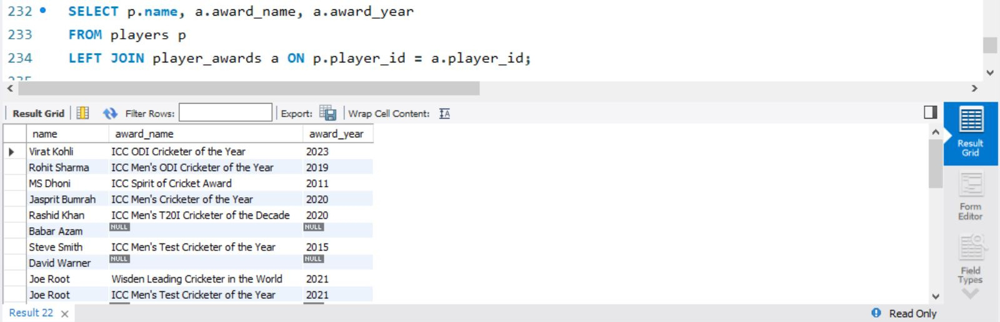 232 SELECT p.name, a.award_name, a.award_year
233 FROM players p
234 LEFT JOIN player_awards a ON p.player_id = a.player_id;
Result Grid Filter Rows: Export: Wrap Cell Content: IA
name award_name award_year
Virat Kohli ICC ODI Cricketer of the Year 2023
Rohit Sharma ICC Men's ODI Cricketer of the Year 2019
MS Dhoni ICC Spirit of Cricket Award 2011
Jasprit Bumrah ICC Men's Cricketer of the Year 2020
Rashid Khan ICC Men's T20I Cricketer of the Decade 2020
Babar Azam NULL NULL
Steve Smith ICC Men's Test Cricketer of the Year 2015
David Warner NULL NULL
Joe Root Wisden Leading Cricketer in the World 2021
Joe Root ICC Men's Test Cricketer of the Year 2021
Result
Grid
Form
Editor
Field
Types
Result 22 Read Only